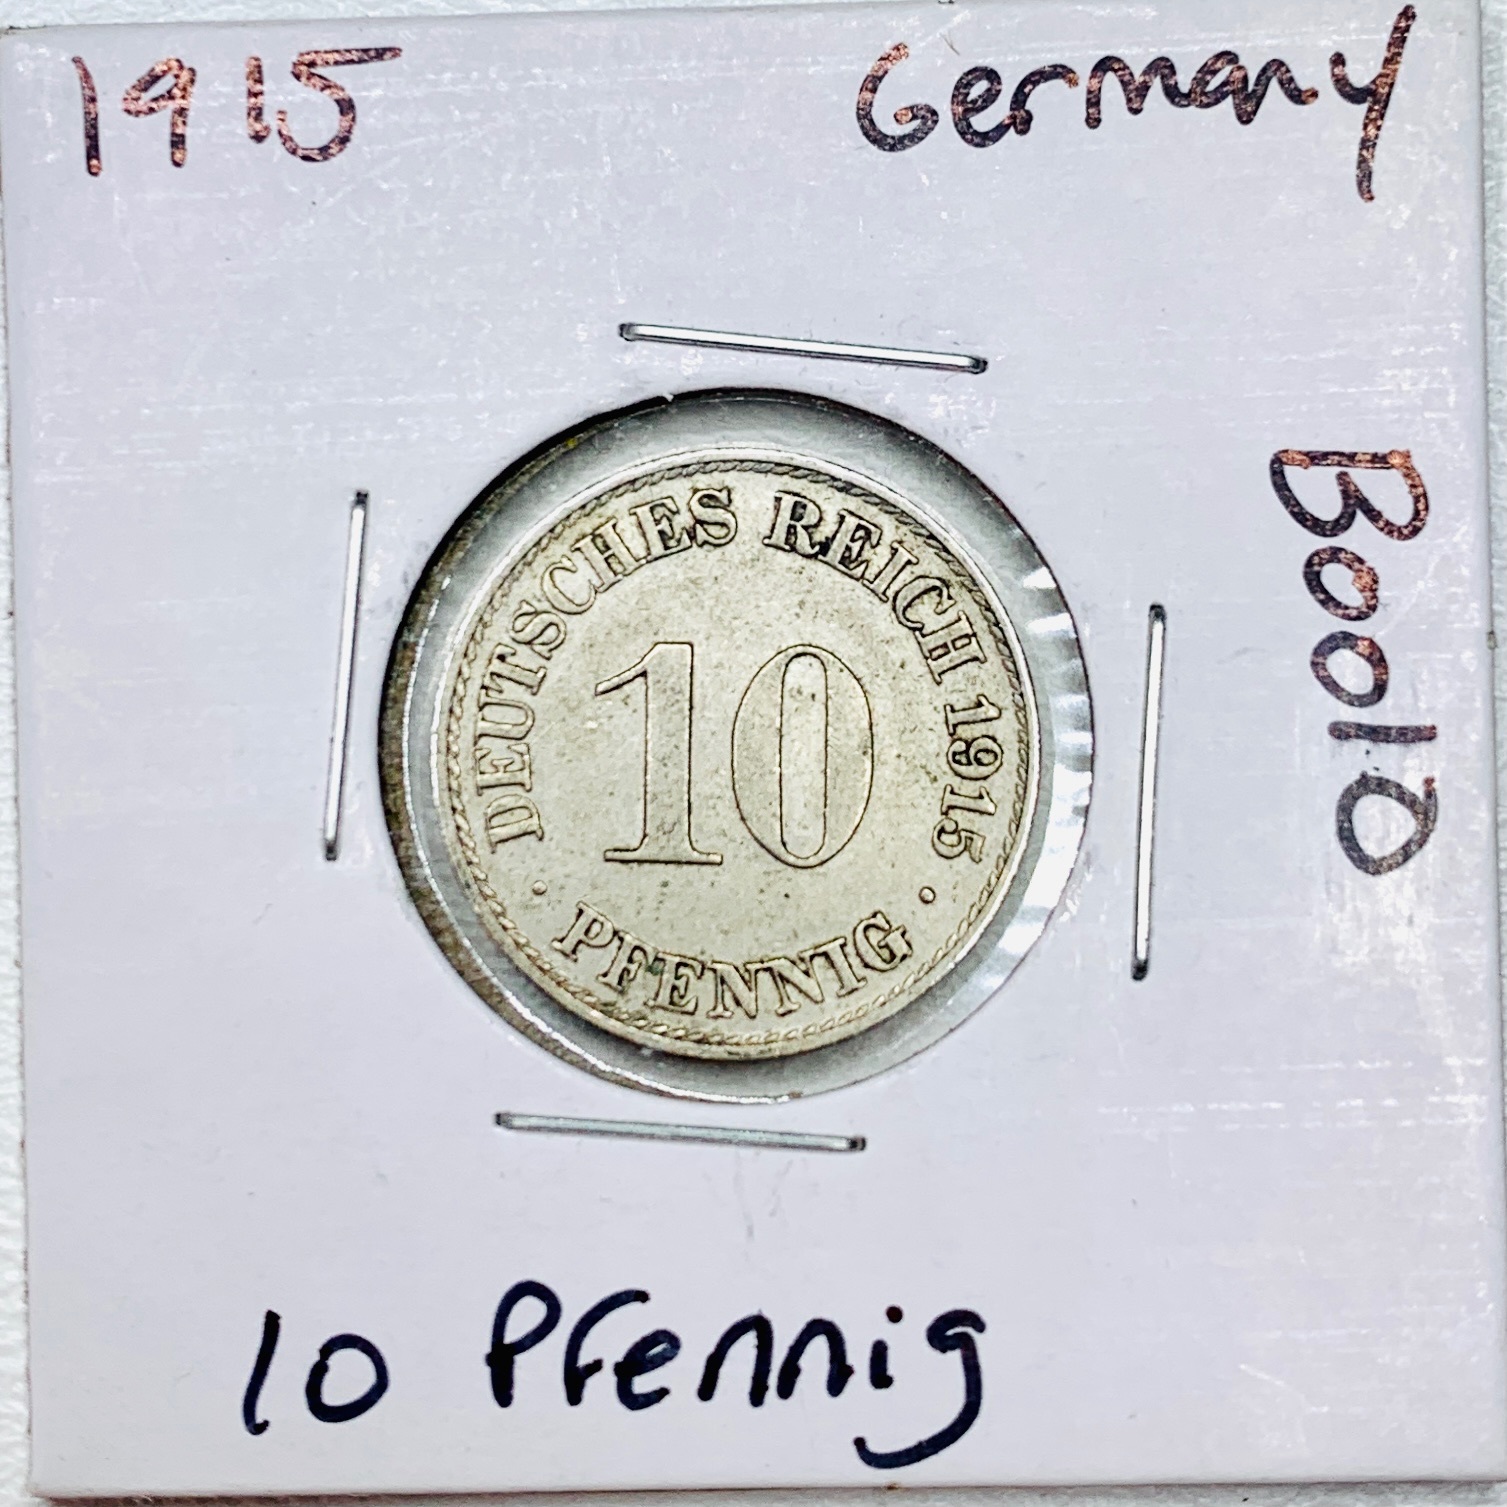 1915
Germany
B0010
DEUTSCHES REICH 1915
10
· PFENNIG ·
10 Pfennig